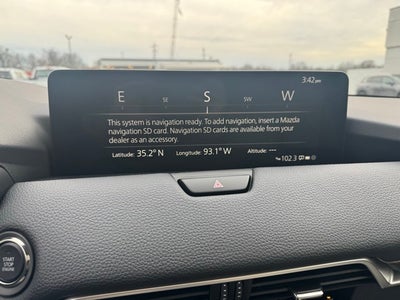 3:42 pm
E SE S SW W
This system is navigation ready. To add navigation, insert a Mazda
navigation SD card. Navigation SD cards are available from your
dealer as an accessory.
Latitude: 35.2° N Longitude: 93.1° W Altitude: ---
102.3
START
STOP
ENGINE